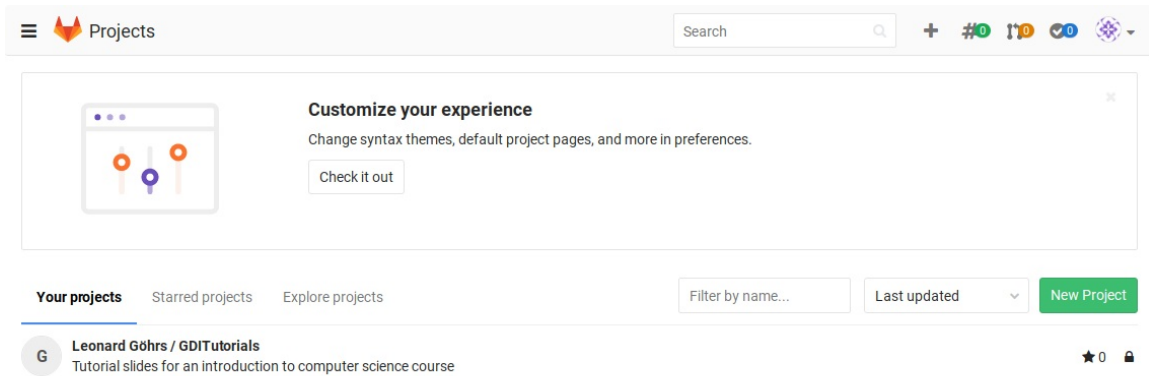 Projects
Search
0
0
0
Customize your experience
Change syntax themes, default project pages, and more in preferences.
Check it out
Your projects
Starred projects
Explore projects
Filter by name...
Last updated
New Project
G
Leonard Göhrs / GDITutorials
Tutorial slides for an introduction to computer science course
0